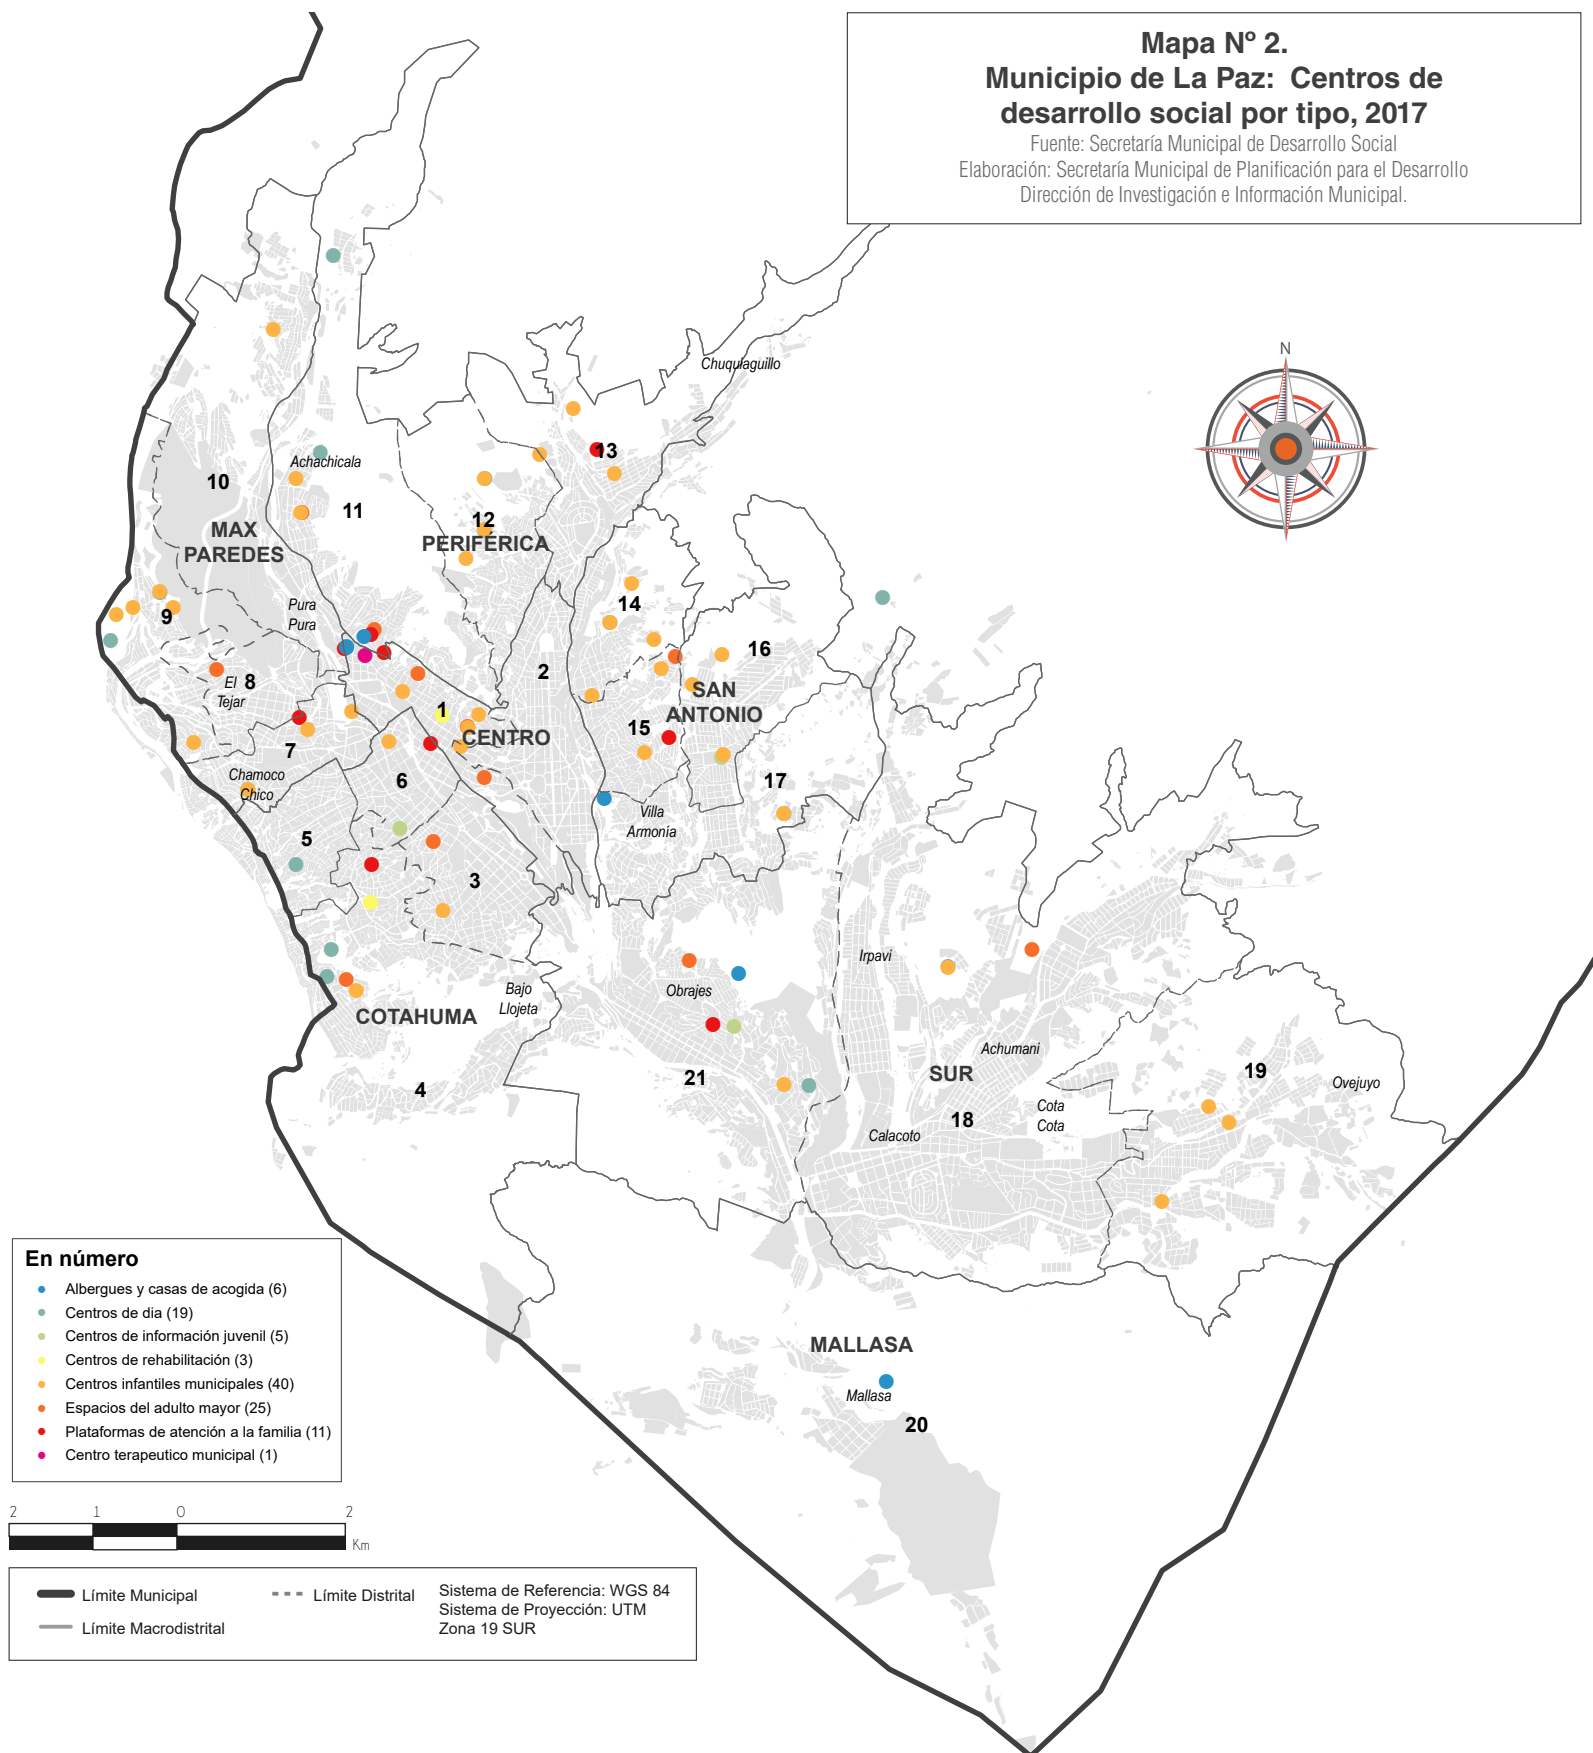 Mapa Nº 2.
Municipio de La Paz: Centros de
desarrollo social por tipo, 2017
Fuente: Secretaría Municipal de Desarrollo Social
Elaboración: Secretaría Municipal de Planificación para el Desarrollo
Dirección de Investigación e Información Municipal.
N
Chuquiaguillo
13
Achachicala
10
11
12
MAX
PAREDES
PERIFÉRICA
9
Pura
Pura
14
16
2
8
El
Tejar
SAN
ANTONIO
1
15
CENTRO
7
6
17
Chamoco
Chico
Villa
Armonía
5
3
Irpavi
Bajo
Llojeta
Obrajes
COTAHUMA
Achumani
21
SUR
19
Ovejuyo
4
Cota
Cota
18
Calacoto
MALLASA
Mallasa
20
En número
Albergues y casas de acogida (6)
Centros de dia (19)
Centros de información juvenil (5)
Centros de rehabilitación (3)
Centros infantiles municipales (40)
Espacios del adulto mayor (25)
Plataformas de atención a la familia (11)
Centro terapeutico municipal (1)
2 1 0 2
Km
Límite Municipal
Límite Distrital
Límite Macrodistrital
Sistema de Referencia: WGS 84
Sistema de Proyección: UTM
Zona 19 SUR